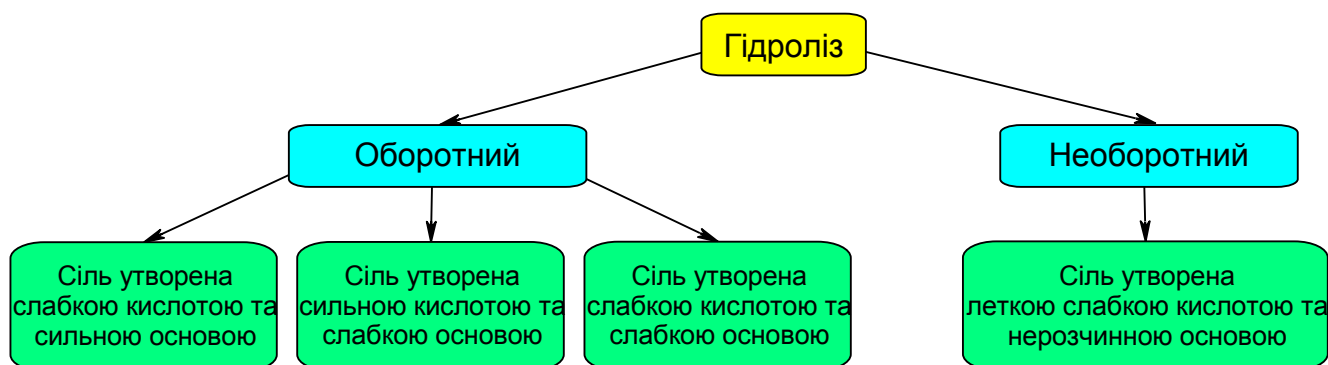 Гідроліз
Оборотний
Необоротний
Сіль утворена
слабкою кислотою та
сильною основою
Сіль утворена
сильною кислотою та
слабкою основою
Сіль утворена
слабкою кислотою та
слабкою основою
Сіль утворена
леткою слабкою кислотою та
нерозчинною основою